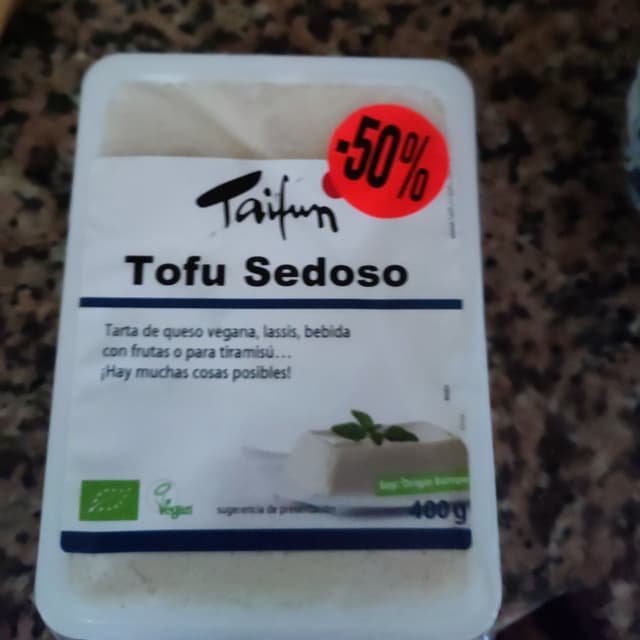 -50%
Taifun
Tofu Sedoso
Tarta de queso vegana, lassis, bebida
con frutas o para tiramisú...
¡Hay muchas cosas posibles!
Vegan
sugerencia de presentación
400 g